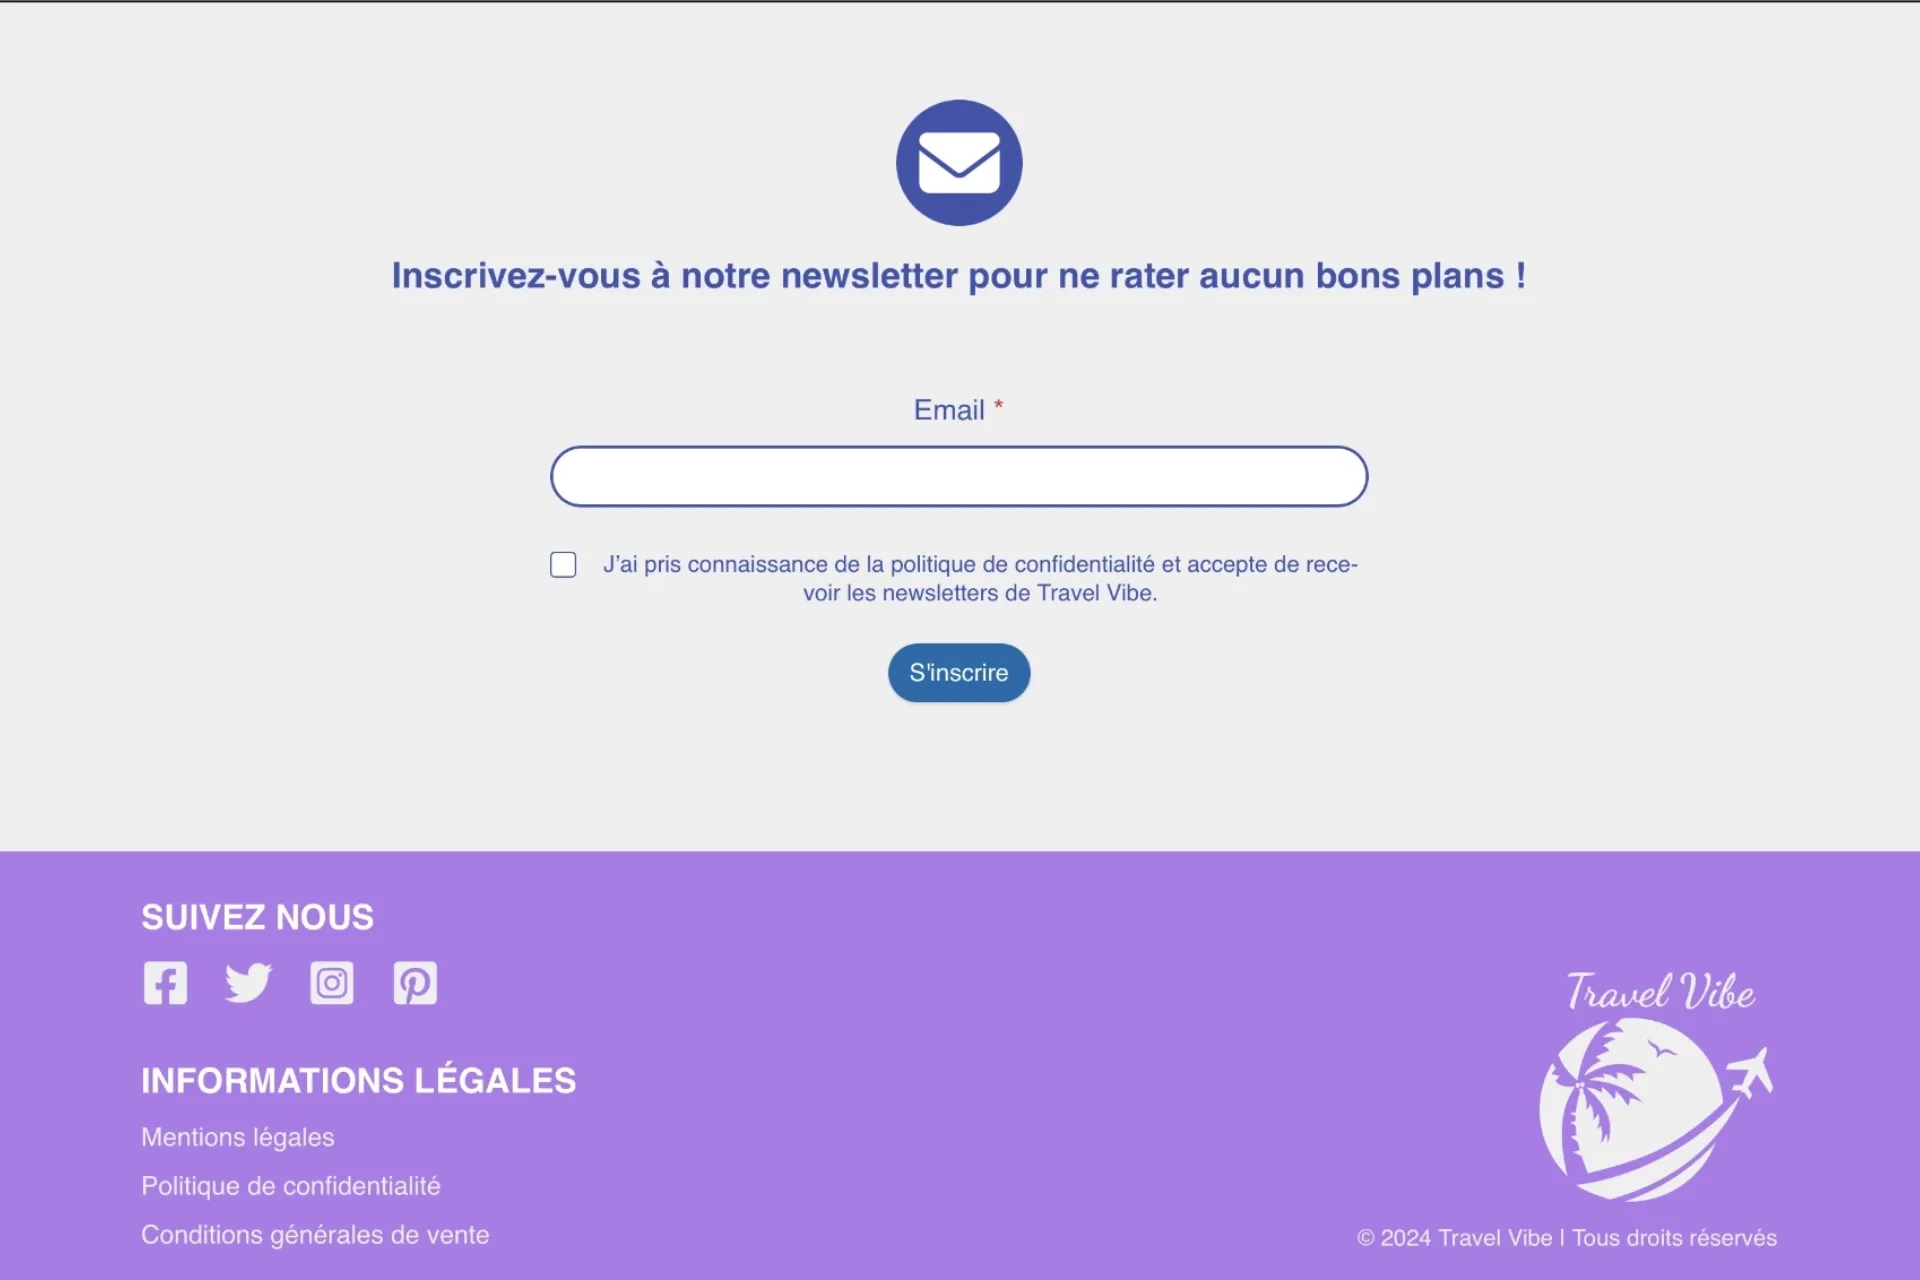 Inscrivez-vous à notre newsletter pour ne rater aucun bons plans !
Email *
J’ai pris connaissance de la politique de confidentialité et accepte de rece-
voir les newsletters de Travel Vibe.
S'inscrire
SUIVEZ NOUS
INFORMATIONS LÉGALES
Mentions légales
Politique de confidentialité
Conditions générales de vente
Travel Vibe
© 2024 Travel Vibe | Tous droits réservés